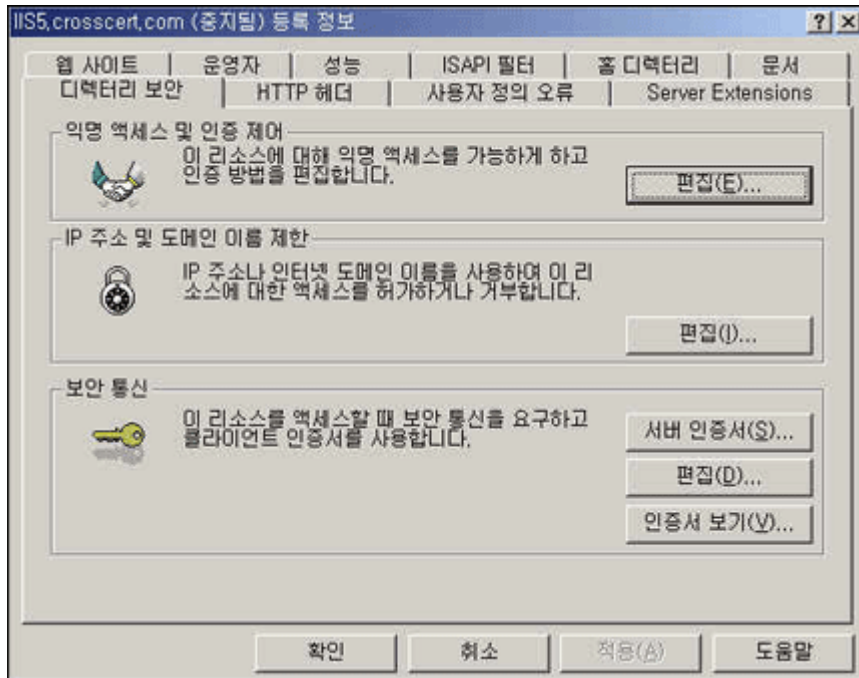 IIS5,crosscert,com (중지됨) 등록 정보
웹 사이트 운영자 성능 ISAPI 필터 홈 디렉터리 문서
디렉터리 보안 HTTP 헤더 사용자 정의 오류 Server Extensions
익명 액세스 및 인증 제어
이 리소스에 대해 익명 액세스를 가능하게 하고
인증 방법을 편집합니다.
편집(E)...
IP 주소 및 도메인 이름 제한
IP 주소나 인터넷 도메인 이름을 사용하여 이 리
소스에 대한 액세스를 허가하거나 거부합니다.
편집(I)...
보안 통신
이 리소스를 액세스할 때 보안 통신을 요구하고
클라이언트 인증서를 사용합니다.
서버 인증서(S)...
편집(D)...
인증서 보기(V)...
확인 취소 적용(A) 도움말